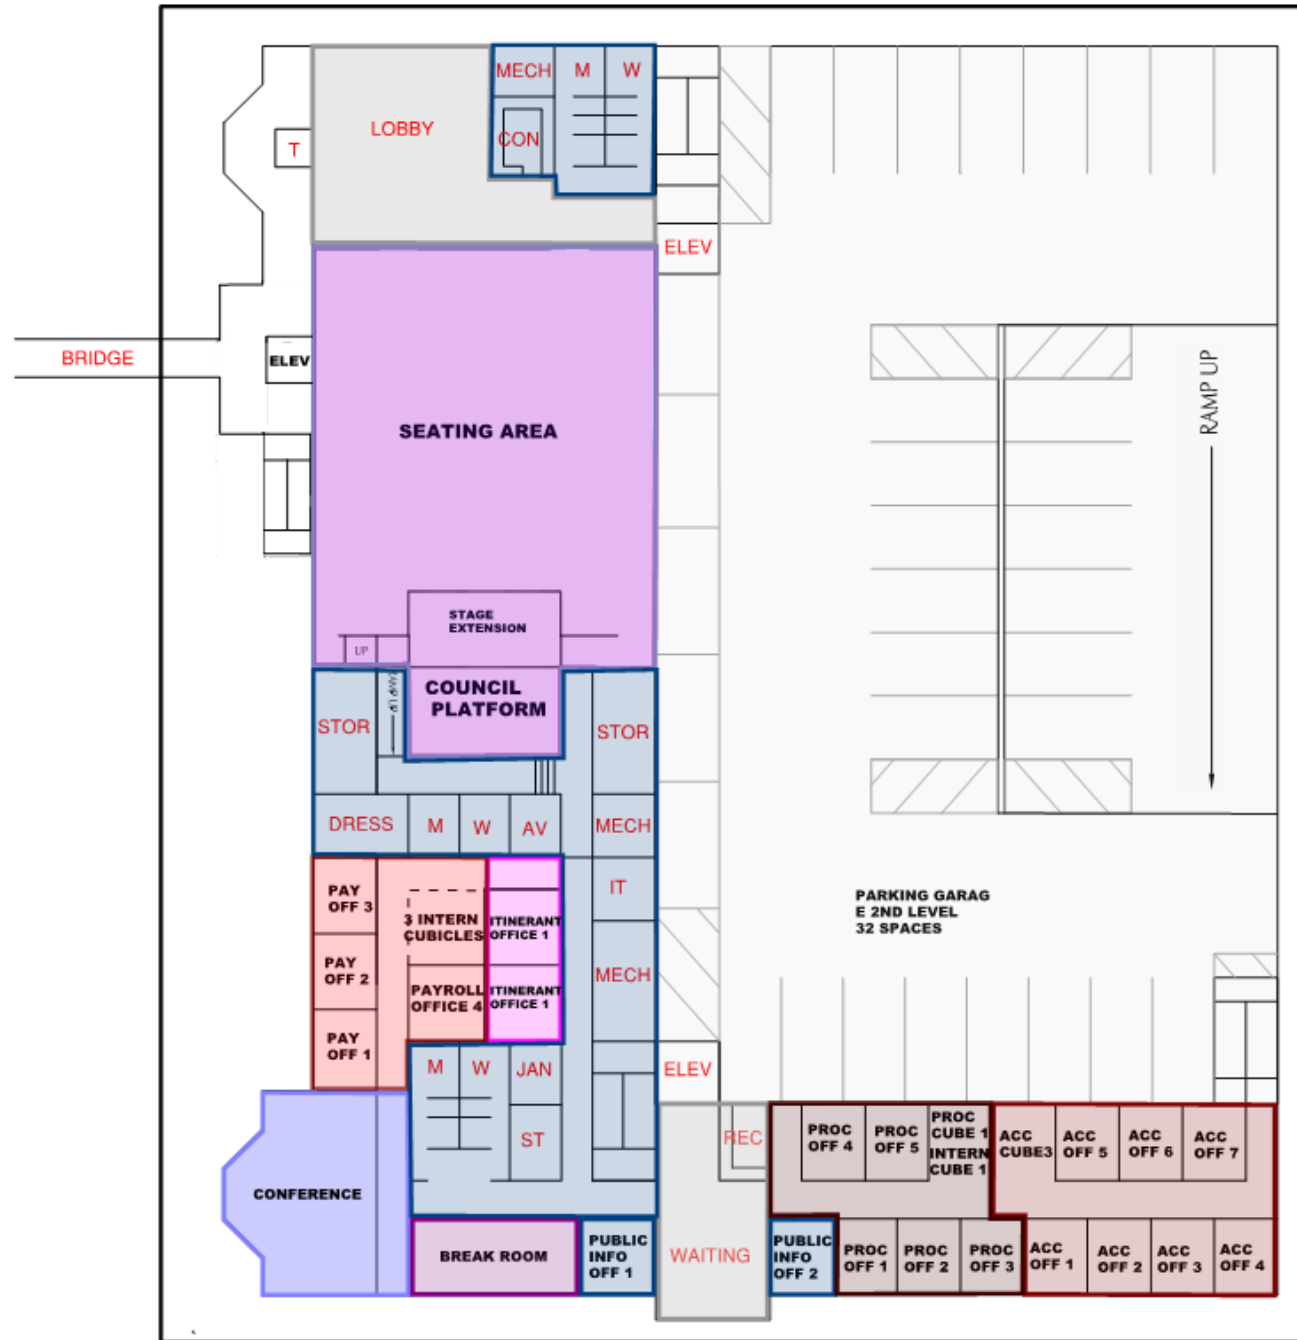 MECH
M
W
LOBBY
CON
T
ELEV
BRIDGE
ELEV
RAMP UP
SEATING AREA
STAGE
EXTENSION
UP
RAMP UP
COUNCIL
PLATFORM
STOR
STOR
DRESS
M
W
AV
MECH
PAY
OFF 3
3 INTERN
CUBICLES
ITINERANT
OFFICE 1
IT
PARKING GARAG
E 2ND LEVEL
32 SPACES
PAY
OFF 2
PAYROLL
OFFICE 4
ITINERANT
OFFICE 1
MECH
PAY
OFF 1
M
W
JAN
ELEV
ST
REC
PROC
OFF 4
PROC
OFF 5
PROC
CUBE 1
INTERN
CUBE 1
ACC
CUBE3
ACC
OFF 5
ACC
OFF 6
ACC
OFF 7
CONFERENCE
BREAK ROOM
PUBLIC
INFO
OFF 1
WAITING
PUBLIC
INFO
OFF 2
PROC
OFF 1
PROC
OFF 2
PROC
OFF 3
ACC
OFF 1
ACC
OFF 2
ACC
OFF 3
ACC
OFF 4